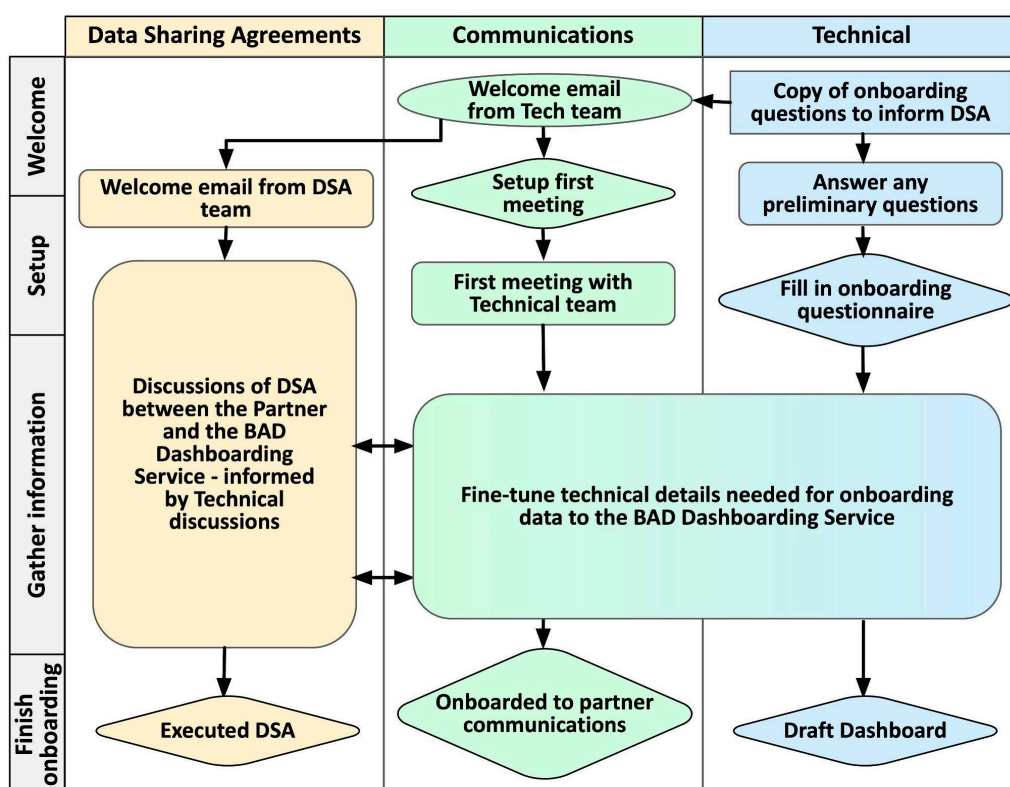 Data Sharing Agreements
Communications
Technical
Welcome
Welcome email
from Tech team
Copy of onboarding
questions to inform DSA
Welcome email from DSA
team
Setup first
meeting
Answer any
preliminary questions
Setup
First meeting with
Technical team
Fill in onboarding
questionnaire
Gather information
Discussions of DSA
between the Partner
and the BAD
Dashboarding
Service - informed
by Technical
discussions
Fine-tune technical details needed for onboarding
data to the BAD Dashboarding Service
Finish
onboarding
Executed DSA
Onboarded to partner
communications
Draft Dashboard